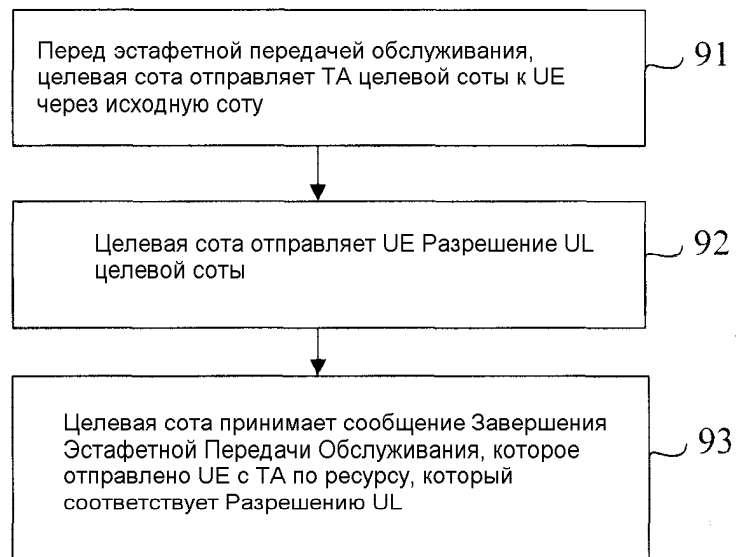 Перед эстафетной передачей обслуживания,
целевая сота отправляет TA целевой соты к UE
через исходную соту
91
Целевая сота отправляет UE Разрешение UL
целевой соты
92
Целевая сота принимает сообщение Завершения
Эстафетной Передачи Обслуживания, которое
отправлено UE с TA по ресурсу, который
соответствует Разрешению UL
93